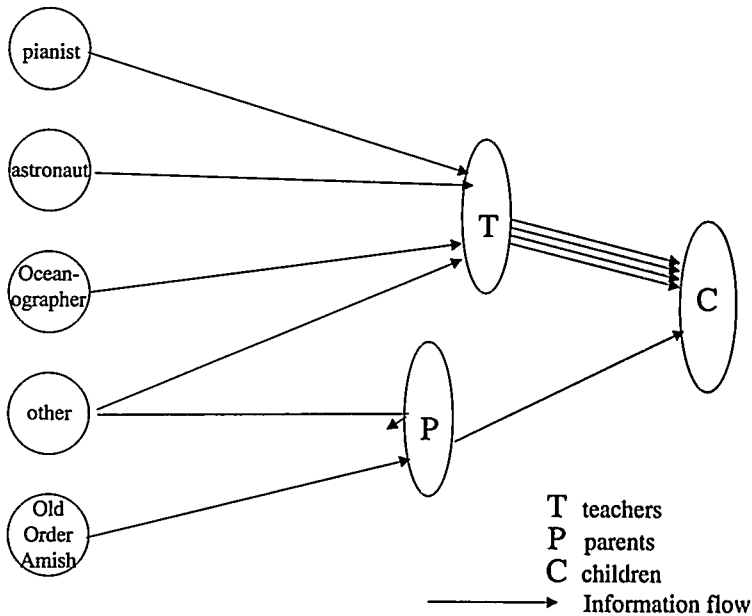 pianist
astronaut
Ocean-
ographer
other
Old
Order
Amish
T
P
C
T teachers
P parents
C children
Information flow